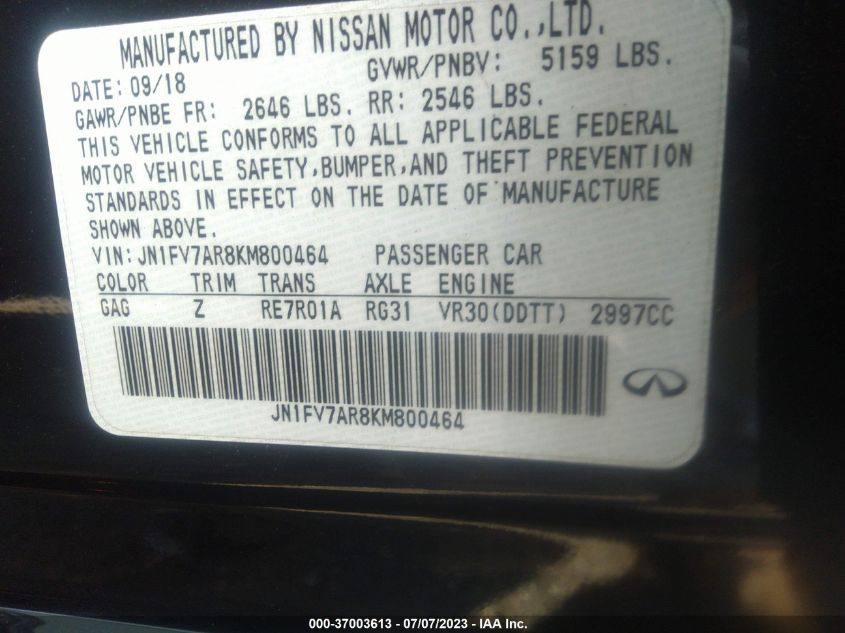 MANUFACTURED BY NISSAN MOTOR CO.,LTD.
DATE: 09/18 GVWR/PNBV: 5159 LBS.
GAWR/PNBE FR: 2646 LBS. RR: 2546 LBS.
THIS VEHICLE CONFORMS TO ALL APPLICABLE FEDERAL
MOTOR VEHICLE SAFETY,BUMPER,AND THEFT PREVENTION
STANDARDS IN EFFECT ON THE DATE OF MANUFACTURE
SHOWN ABOVE.
VIN:JN1FV7AR8KM800464 PASSENGER CAR
COLOR TRIM TRANS AXLE ENGINE
GAG Z RE7R01A RG31 VR30(DDTT) 2997CC
JN1FV7AR8KM800464
000-37003613 - 07/07/2023 - IAA Inc.